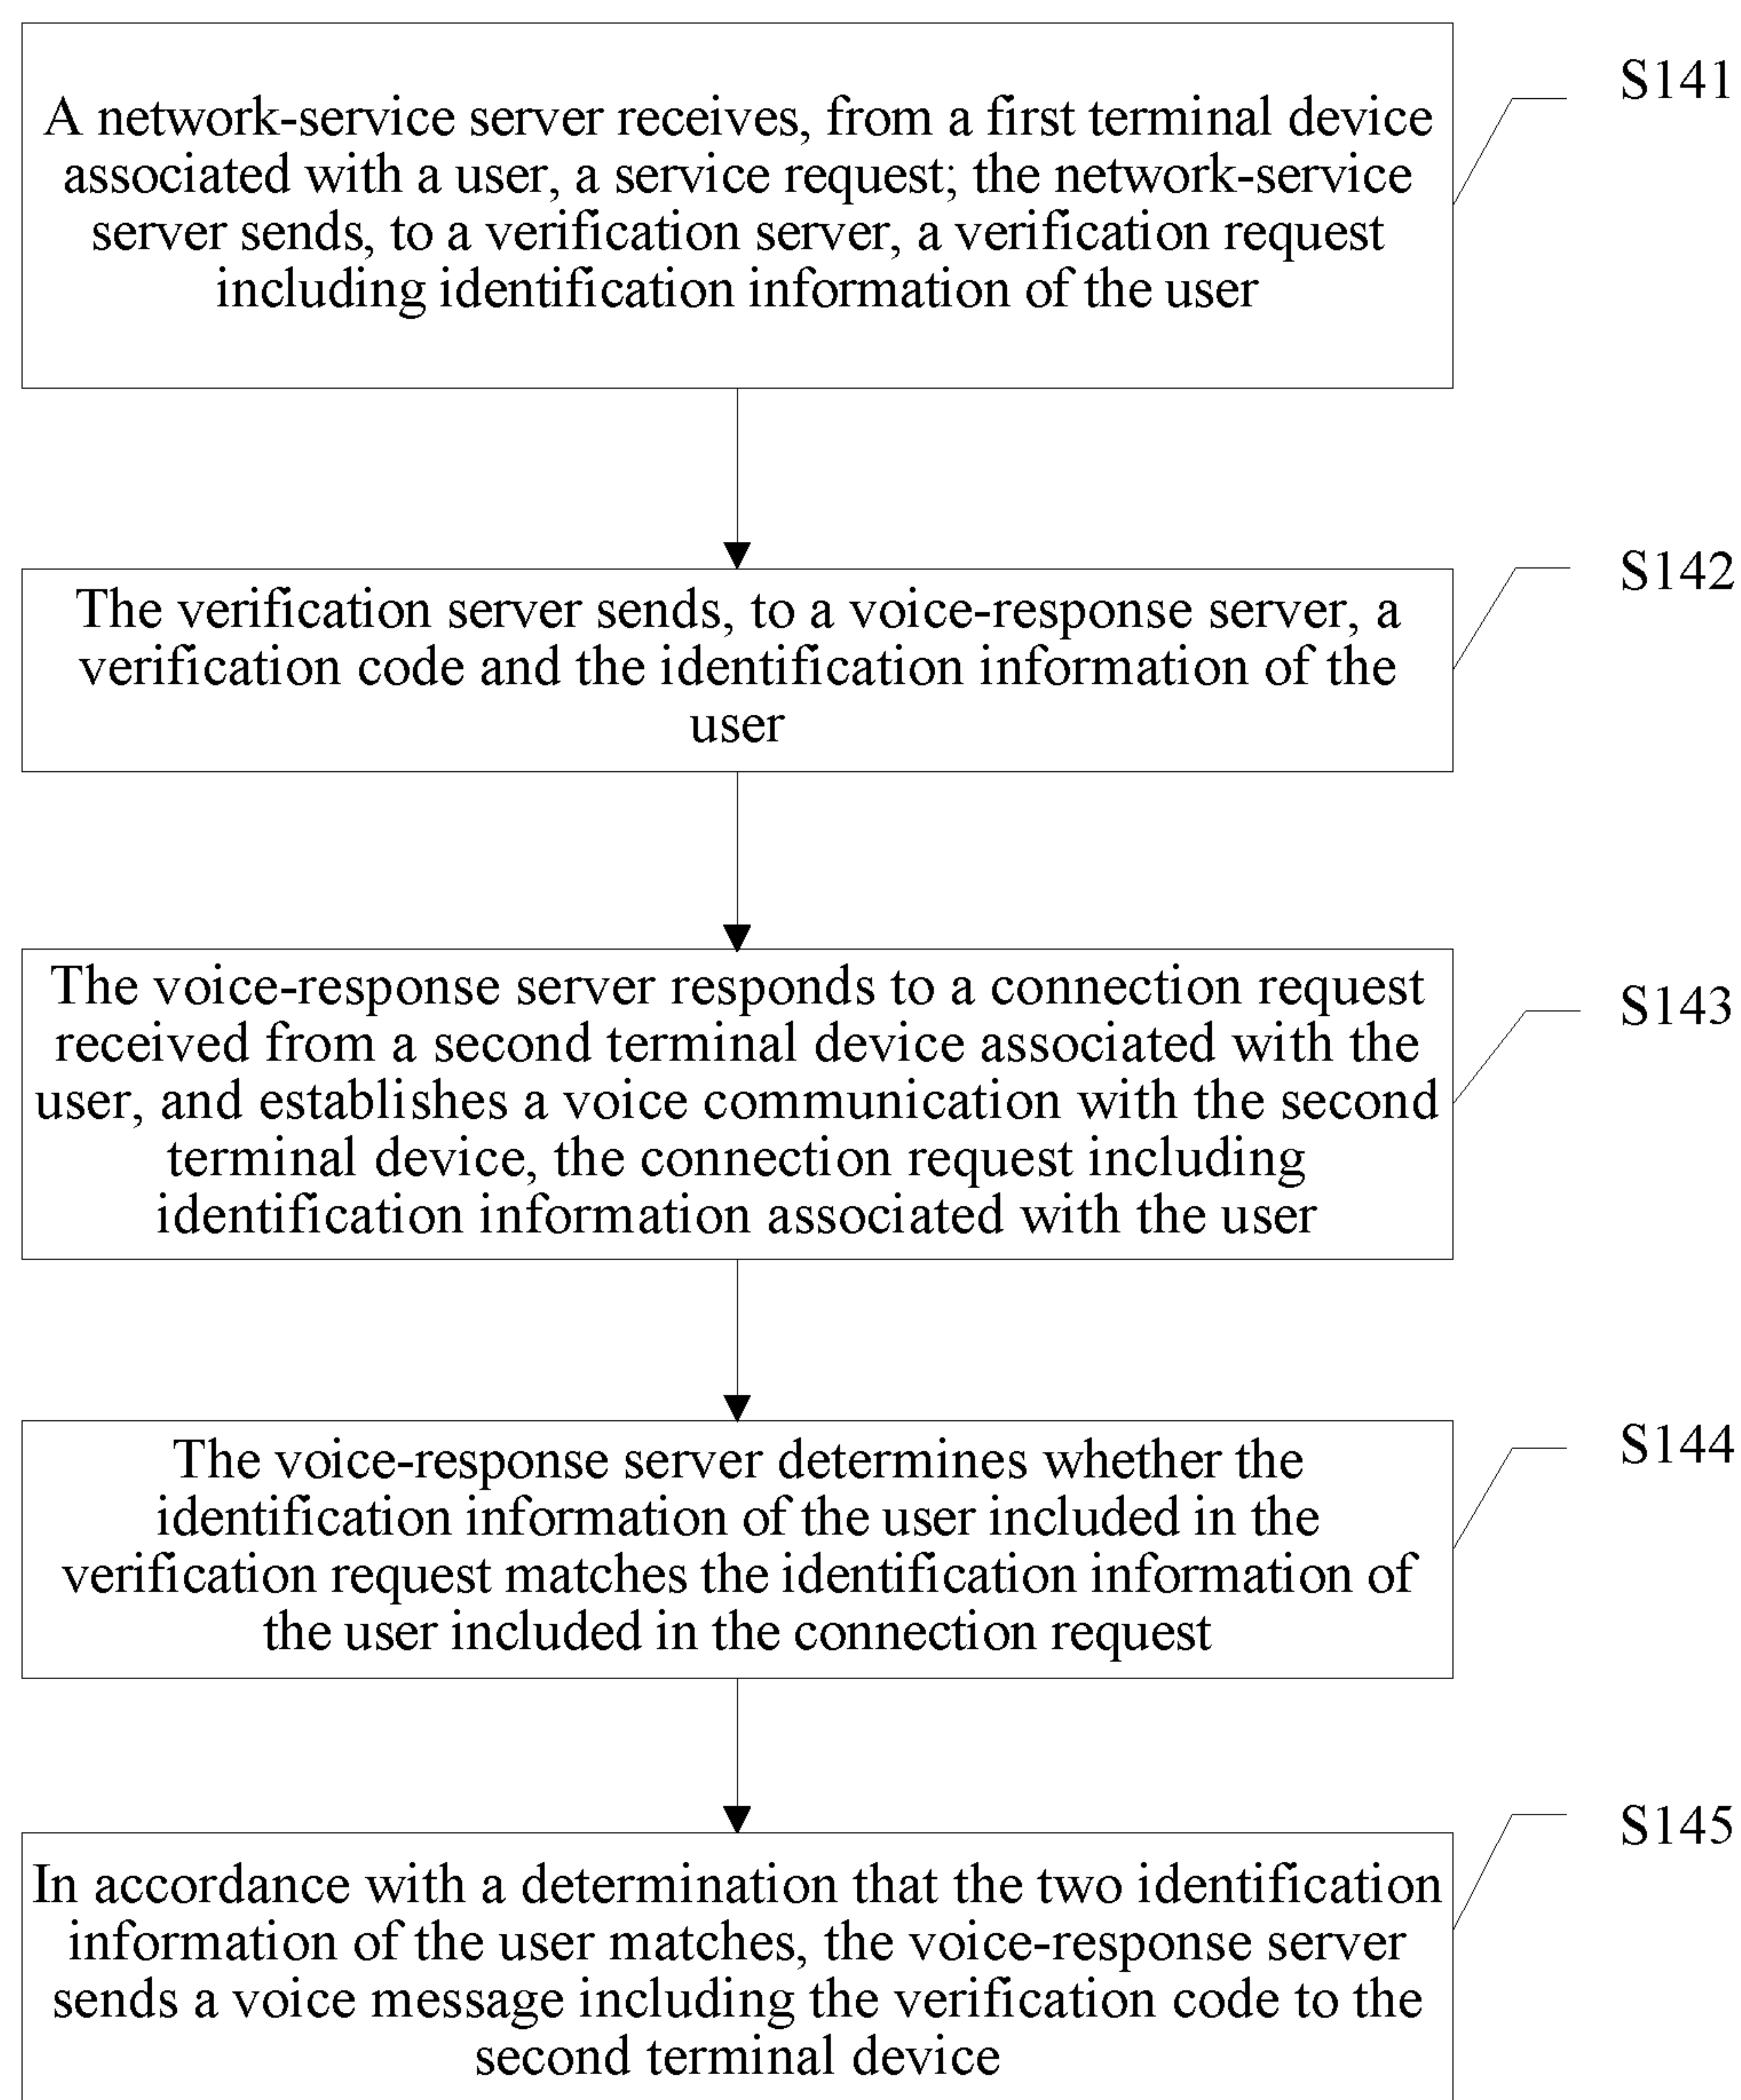 A network-service server receives, from a first terminal device
associated with a user, a service request; the network-service
server sends, to a verification server, a verification request
including identification information of the user
S141
The verification server sends, to a voice-response server, a
verification code and the identification information of the
user
S142
The voice-response server responds to a connection request
received from a second terminal device associated with the
user, and establishes a voice communication with the second
terminal device, the connection request including
identification information associated with the user
S143
The voice-response server determines whether the
identification information of the user included in the
verification request matches the identification information of
the user included in the connection request
S144
In accordance with a determination that the two identification
information of the user matches, the voice-response server
sends a voice message including the verification code to the
second terminal device
S145